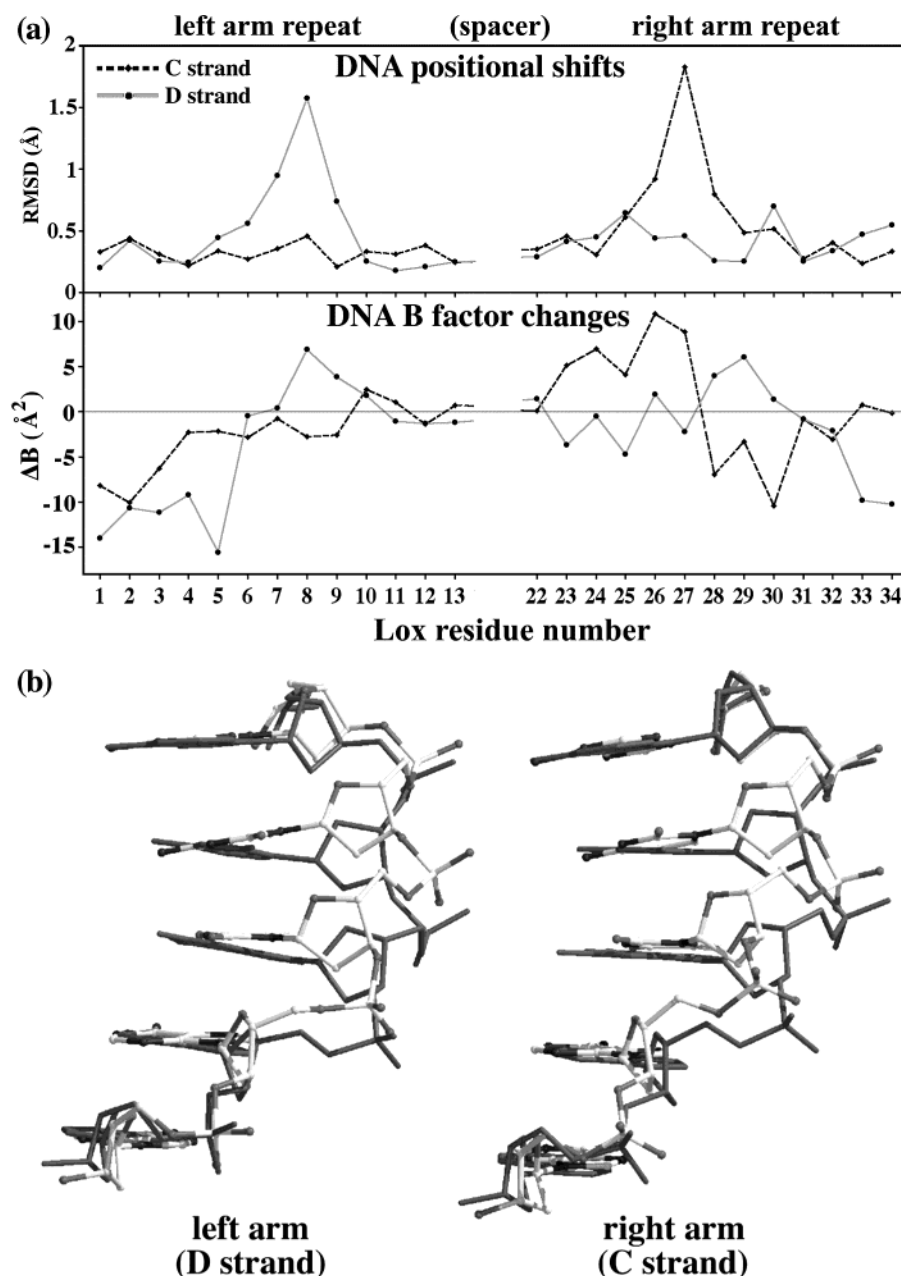 (a) left arm repeat (spacer) right arm repeat
DNA positional shifts
C strand
D strand
RMSD (Å)
2
1.5
1
0.5
0
DNA B factor changes
ΔB (Å²)
10
5
0
-5
-10
-15
1 2 3 4 5 6 7 8 9 10 11 12 13 22 23 24 25 26 27 28 29 30 31 32 33 34
Lox residue number
(b)
left arm right arm
(D strand) (C strand)